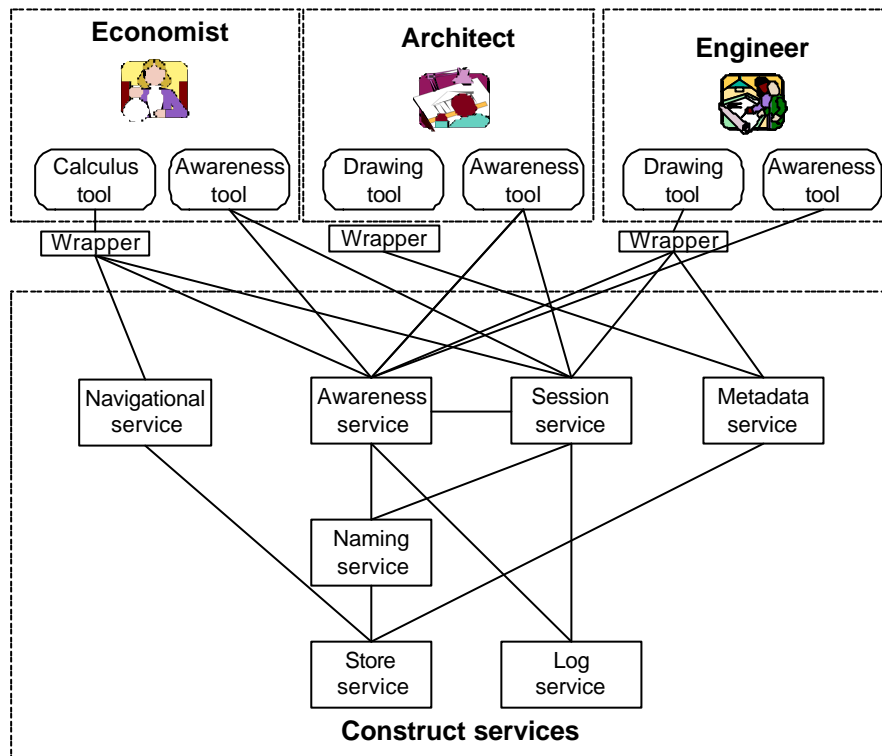 Economist
Architect
Engineer
Calculus
tool
Awareness
tool
Drawing
tool
Awareness
tool
Drawing
tool
Awareness
tool
Wrapper
Wrapper
Wrapper
Navigational
service
Awareness
service
Session
service
Metadata
service
Naming
service
Store
service
Log
service
Construct services